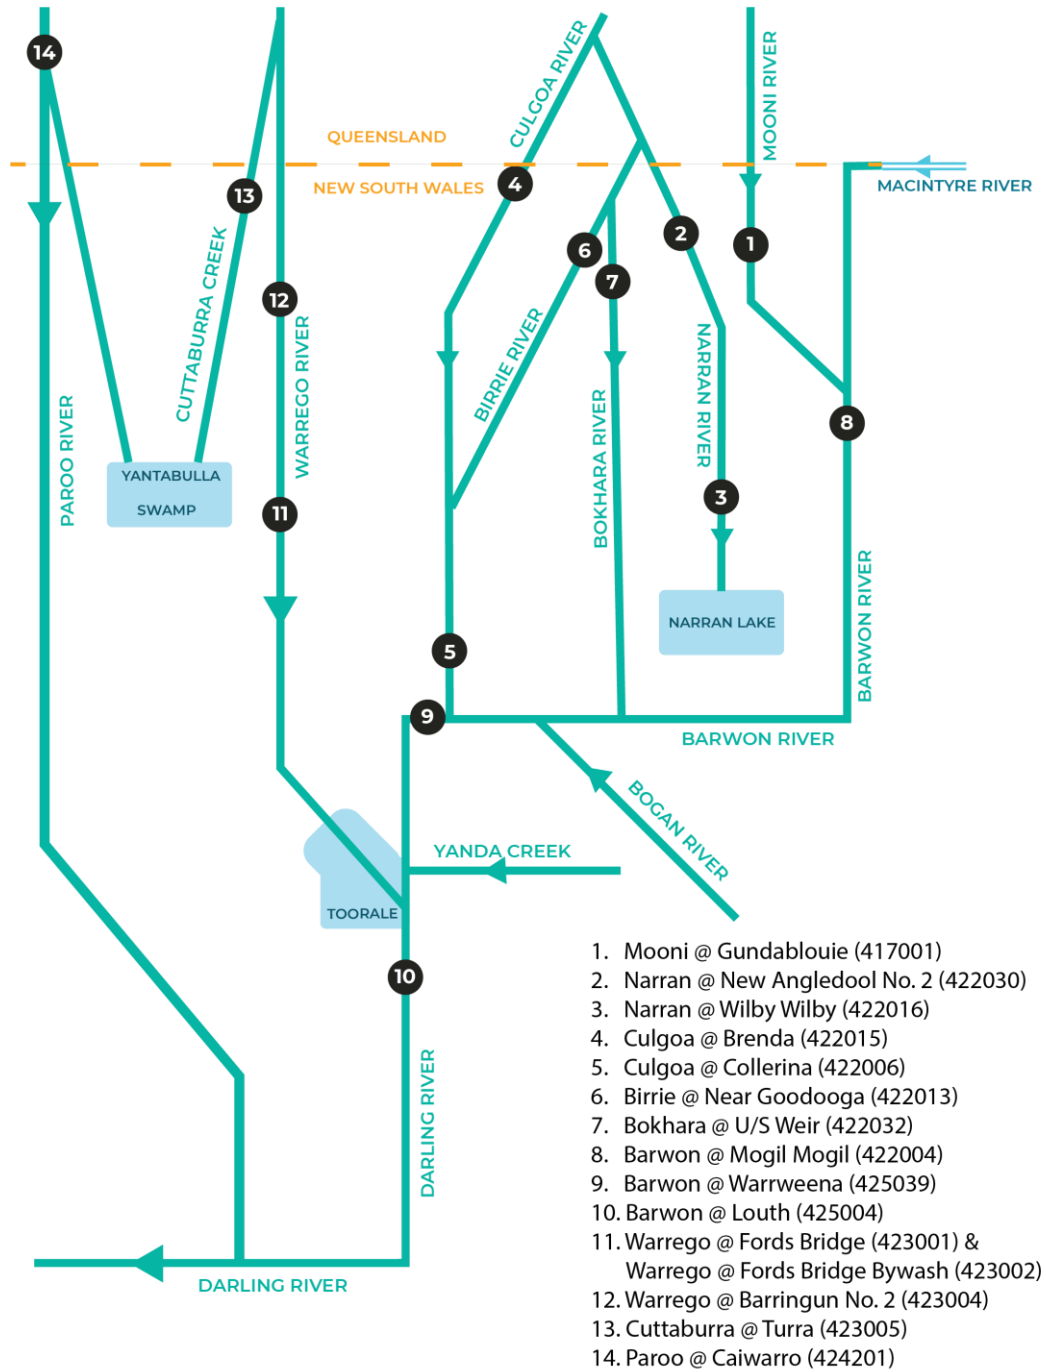 14
CULGOA RIVER
MOONI RIVER
QUEENSLAND
NEW SOUTH WALES
MACINTYRE RIVER
4
13
2
1
6
7
12
CUTTABURRA CREEK
WARREGO RIVER
BIRRIE RIVER
NARRAN RIVER
8
PAROO RIVER
BOKHARA RIVER
YANTABULLA
SWAMP
3
11
BARWON RIVER
NARRAN LAKE
5
9
BARWON RIVER
BOGAN RIVER
YANDA CREEK
TOORALE
10
DARLING RIVER
DARLING RIVER
1. Mooni @ Gundablouie (417001)
2. Narran @ New Angledool No. 2 (422030)
3. Narran @ Wilby Wilby (422016)
4. Culgoa @ Brenda (422015)
5. Culgoa @ Collerina (422006)
6. Birrie @ Near Goodooga (422013)
7. Bokhara @ U/S Weir (422032)
8. Barwon @ Mogil Mogil (422004)
9. Barwon @ Warrweena (425039)
10. Barwon @ Louth (425004)
11. Warrego @ Fords Bridge (423001) &
Warrego @ Fords Bridge Bywash (423002)
12. Warrego @ Barringun No. 2 (423004)
13. Cuttaburra @ Turra (423005)
14. Paroo @ Caiwarro (424201)